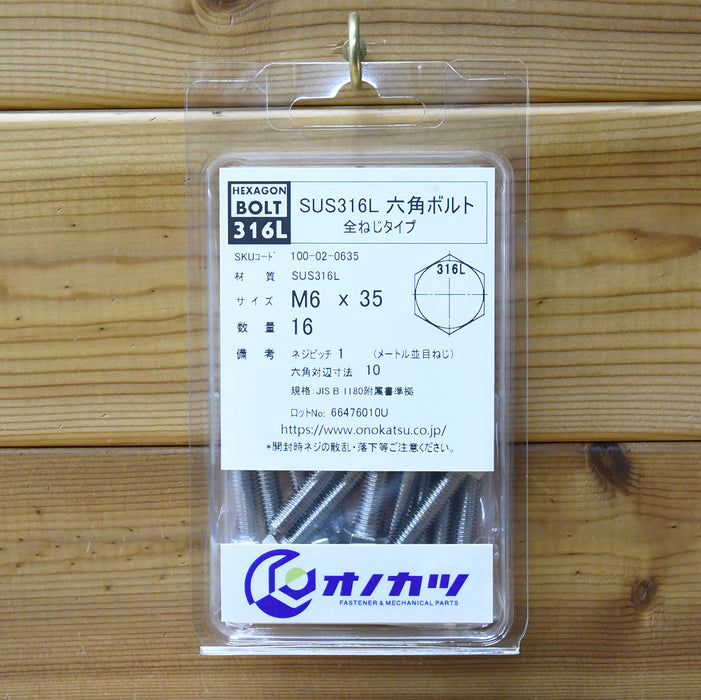 HEXAGON
BOLT
316L
SUS316L 六角ボルト
全ねじタイプ
SKUコード 100-02-0635
材質 SUS316L
サイズ M6 x 35
数量 16
備考 ネジピッチ 1 (メートル並目ねじ)
六角対辺寸法 10
規格:JIS B 1180附属書準拠
ロットNo: 66476010U
316L
https://www.onokatsu.co.jp/
*開封時ネジの散乱・落下等ご注意ください。
オノカツ
FASTENER & MECHANICAL PARTS